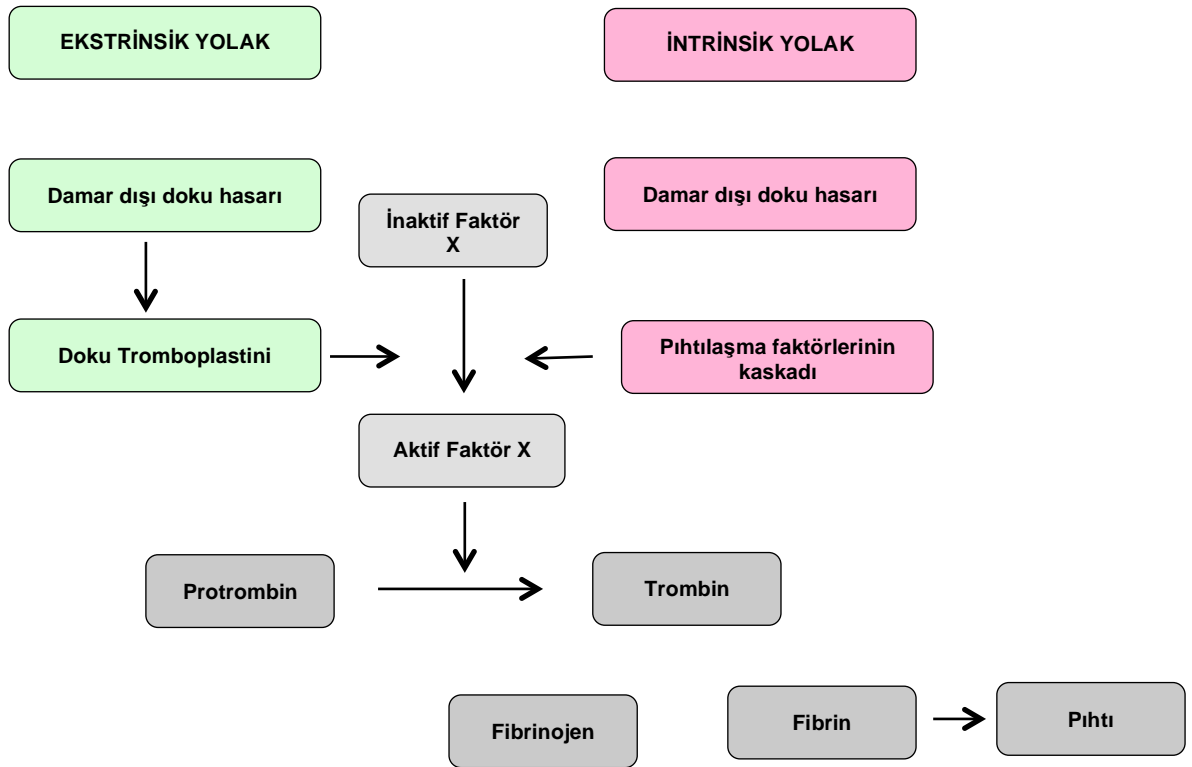 EKSTRİNSİK YOLAK
İNTRİNSİK YOLAK
Damar dışı doku hasarı
Damar dışı doku hasarı
İnaktif Faktör
X
Doku Tromboplastini
Pıhtılaşma faktörlerinin
kaskadı
Aktif Faktör X
Protrombin
Trombin
Fibrinojen
Fibrin
Pıhtı